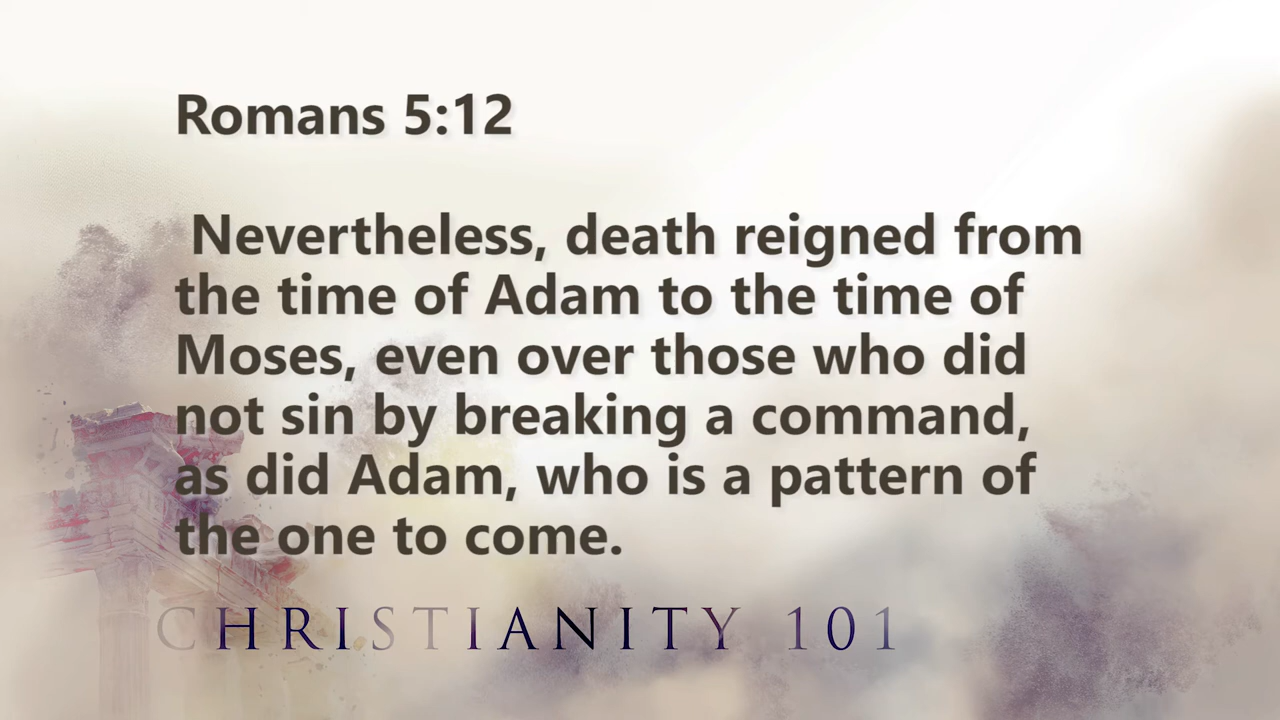 Romans 5:12
Nevertheless, death reigned from
the time of Adam to the time of
Moses, even over those who did
not sin by breaking a command,
as did Adam, who is a pattern of
the one to come.
CHRISTIANITY 101